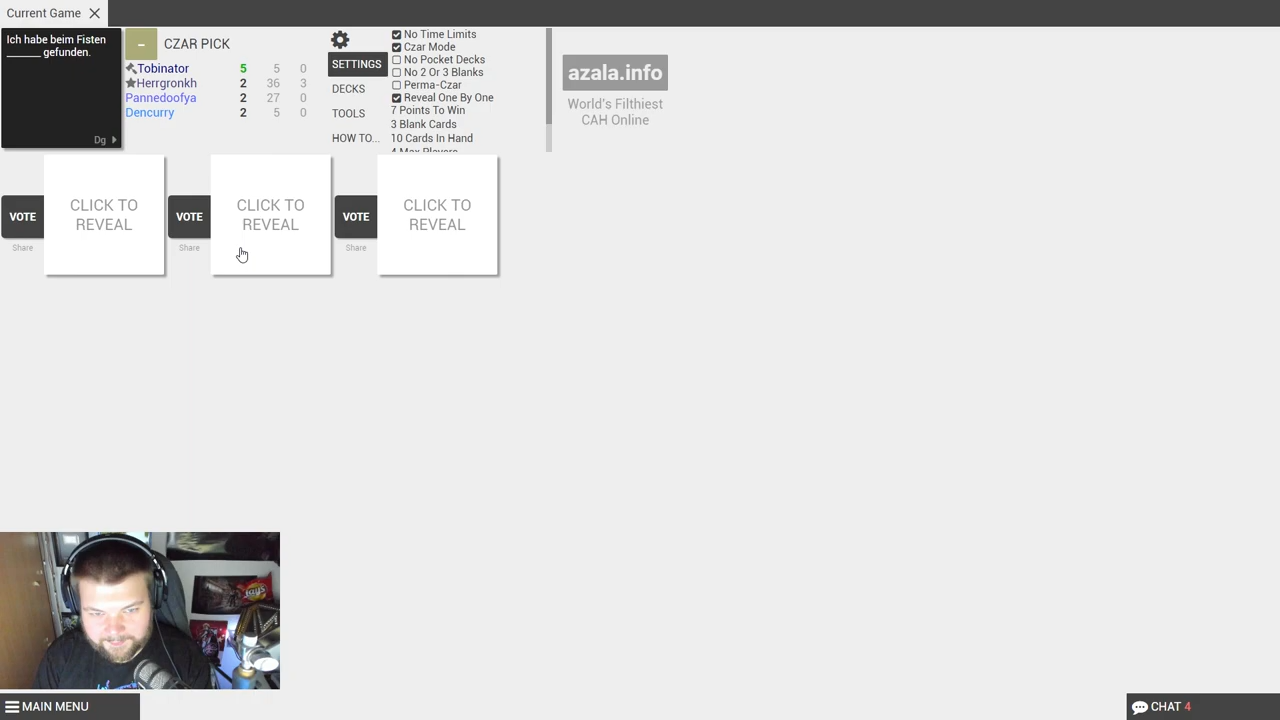 Current Game
Ich habe beim Fisten
______ gefunden.
Dg
–
CZAR PICK
Tobinator 5 5 0
Herrgronkh 2 36 3
Pannedoofya 2 27 0
Dencurry 2 5 0
SETTINGS
DECKS
TOOLS
HOW TO...
No Time Limits
Czar Mode
No Pocket Decks
No 2 Or 3 Blanks
Perma-Czar
Reveal One By One
7 Points To Win
3 Blank Cards
10 Cards In Hand
4 Max Players
azala.info
World's Filthiest
CAH Online
VOTE
Share
CLICK TO
REVEAL
VOTE
Share
CLICK TO
REVEAL
VOTE
Share
CLICK TO
REVEAL
MAIN MENU
CHAT 4